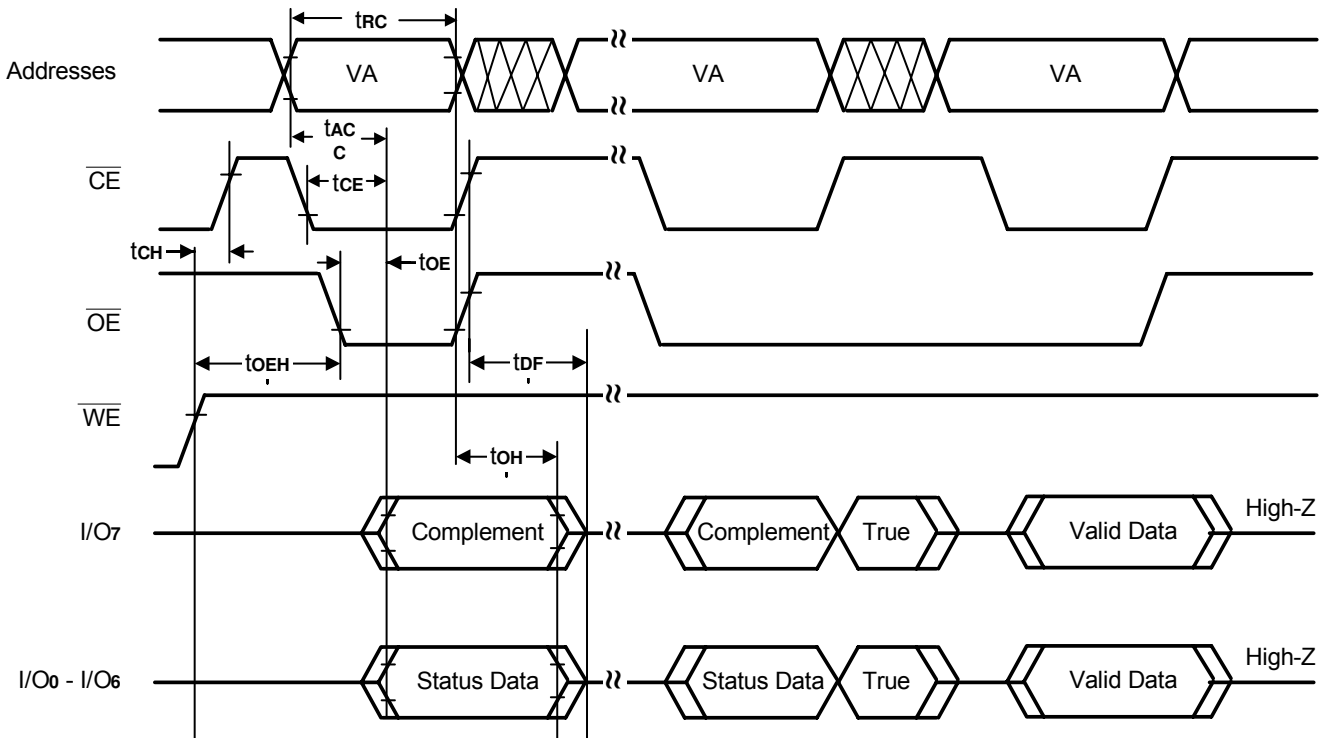 tRC
Addresses
VA
VA
VA
tAC
C
CE
tCE
tCH
tOE
OE
tOEH
tDF
WE
tOH
I/O7
Complement
Complement
True
Valid Data
High-Z
I/O0 - I/O6
Status Data
Status Data
True
Valid Data
High-Z